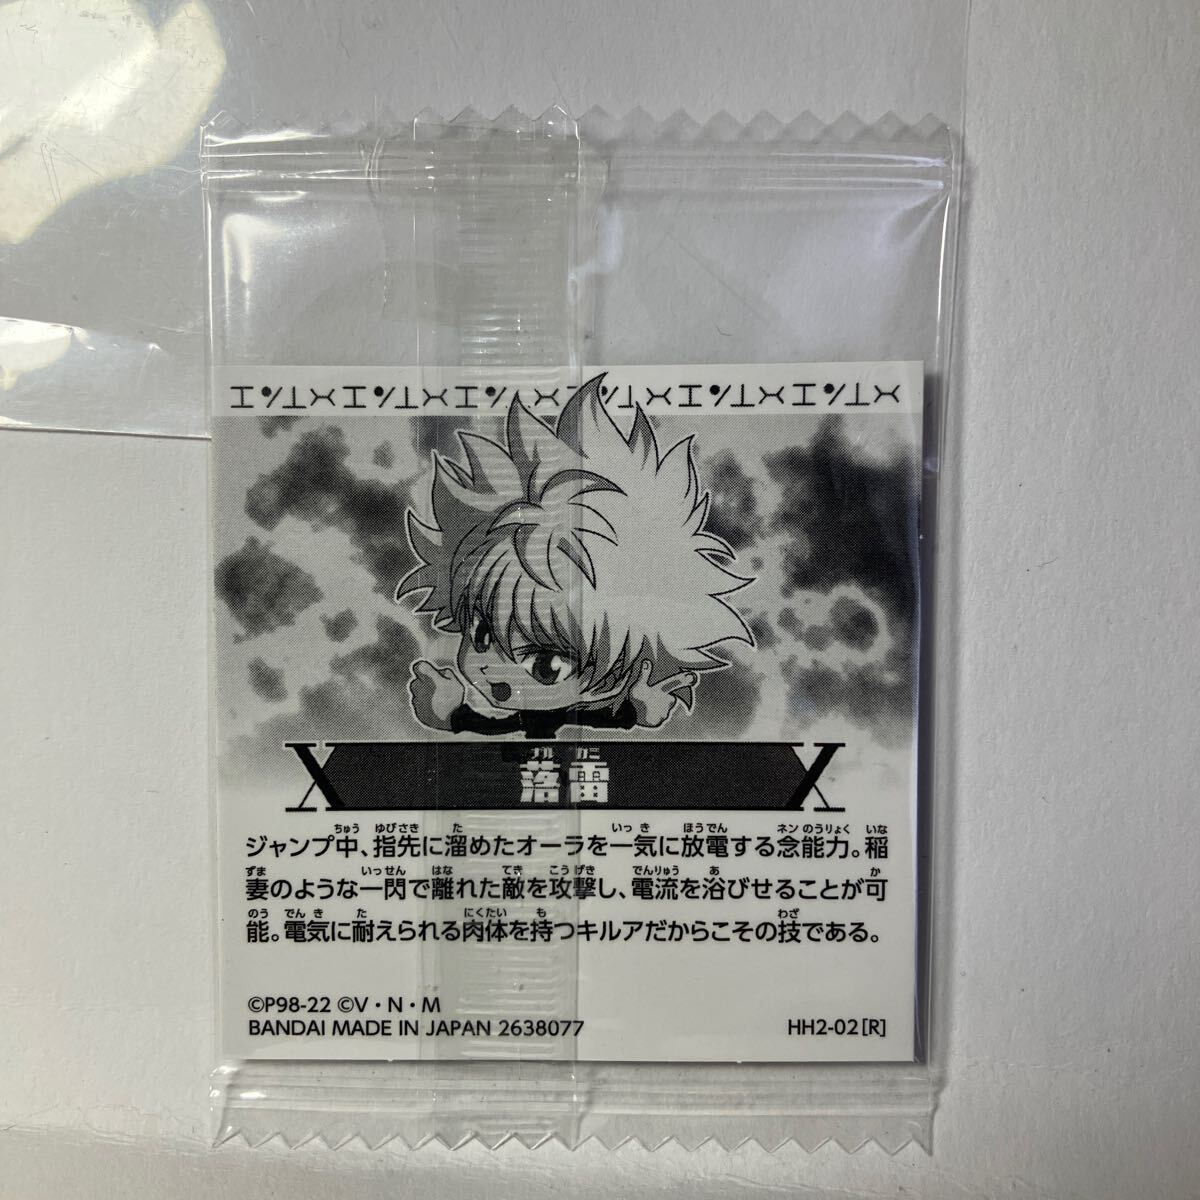 落雷
ナル カミ
ジャンプ中、指先に溜めたオーラを一気に放電する念能力。稲
妻のような一閃で離れた敵を攻撃し、電流を浴びせることが可
能。電気に耐えられる肉体を持つキルアだからこその技である。
©P98-22 ©V・N・M
BANDAI MADE IN JAPAN 2638077
HH2-02[R]